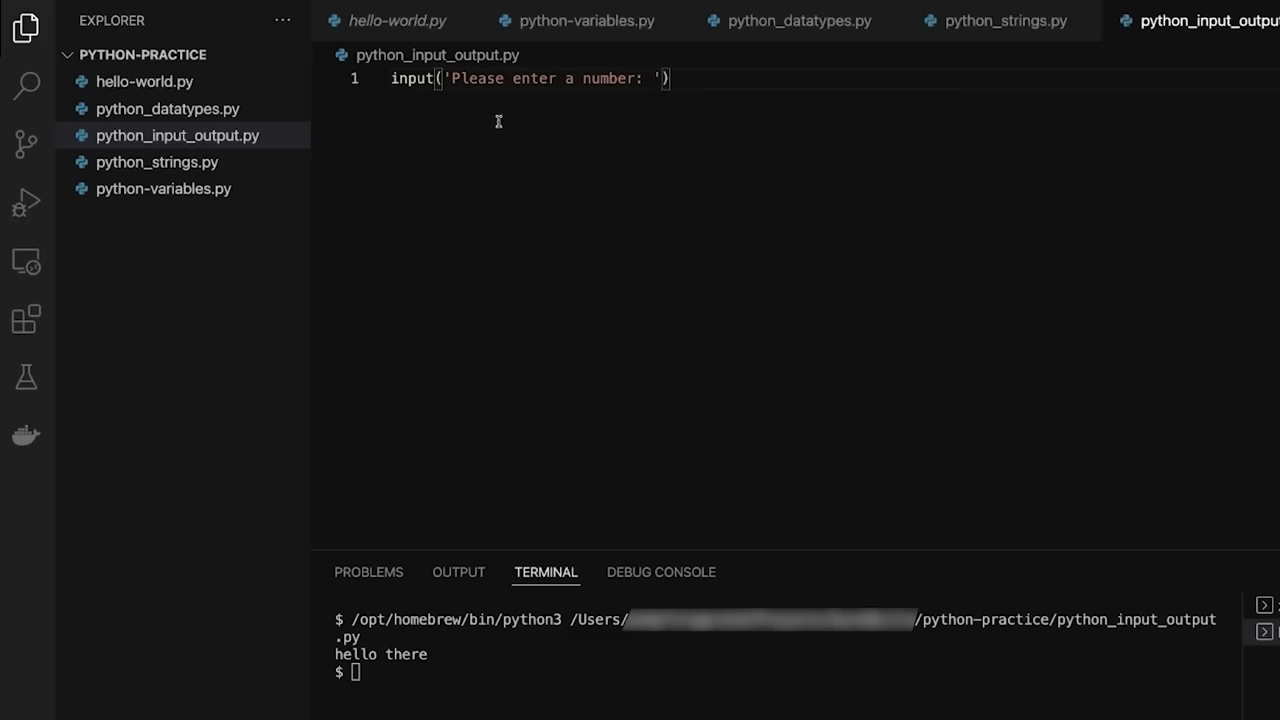 EXPLORER ...
PYTHON-PRACTICE
hello-world.py
python_datatypes.py
python_input_output.py
python_strings.py
python-variables.py
hello-world.py python-variables.py python_datatypes.py python_strings.py python_input_outpu
python_input_output.py
1 input('Please enter a number: ')
PROBLEMS OUTPUT TERMINAL DEBUG CONSOLE
$ /opt/homebrew/bin/python3 /Users/ /python-practice/python_input_output
.py
hello there
$